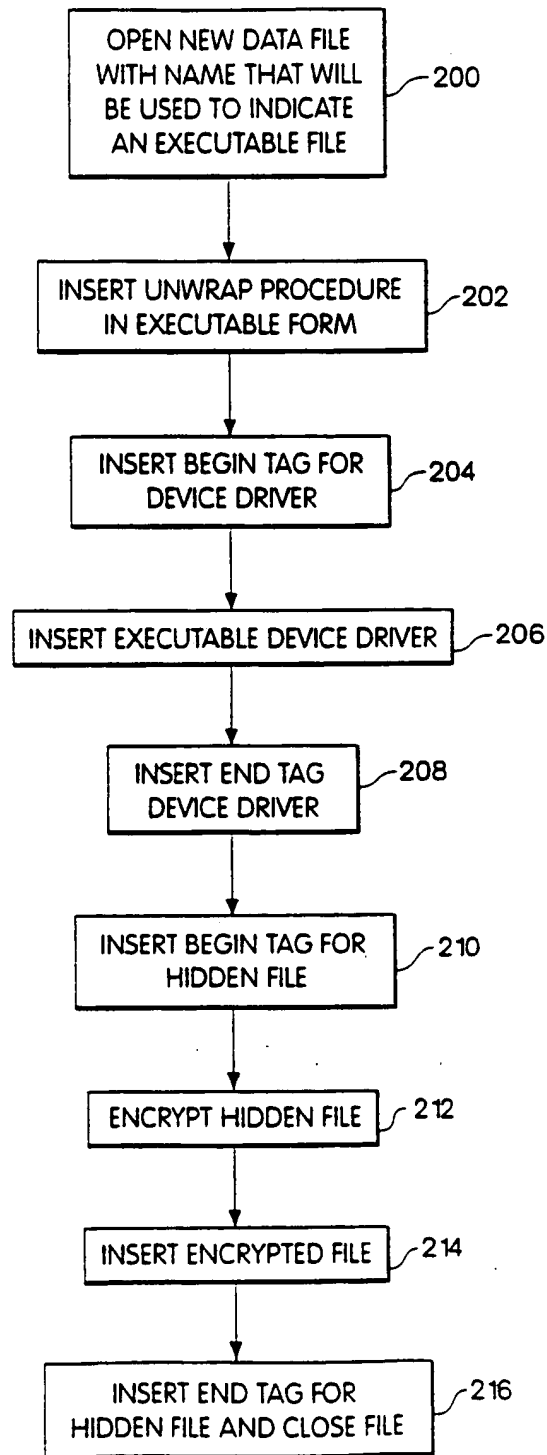 OPEN NEW DATA FILE
WITH NAME THAT WILL
BE USED TO INDICATE
AN EXECUTABLE FILE
200
INSERT UNWRAP PROCEDURE
IN EXECUTABLE FORM
202
INSERT BEGIN TAG FOR
DEVICE DRIVER
204
INSERT EXECUTABLE DEVICE DRIVER
206
INSERT END TAG
DEVICE DRIVER
208
INSERT BEGIN TAG FOR
HIDDEN FILE
210
ENCRYPT HIDDEN FILE
212
INSERT ENCRYPTED FILE
214
INSERT END TAG FOR
HIDDEN FILE AND CLOSE FILE
216